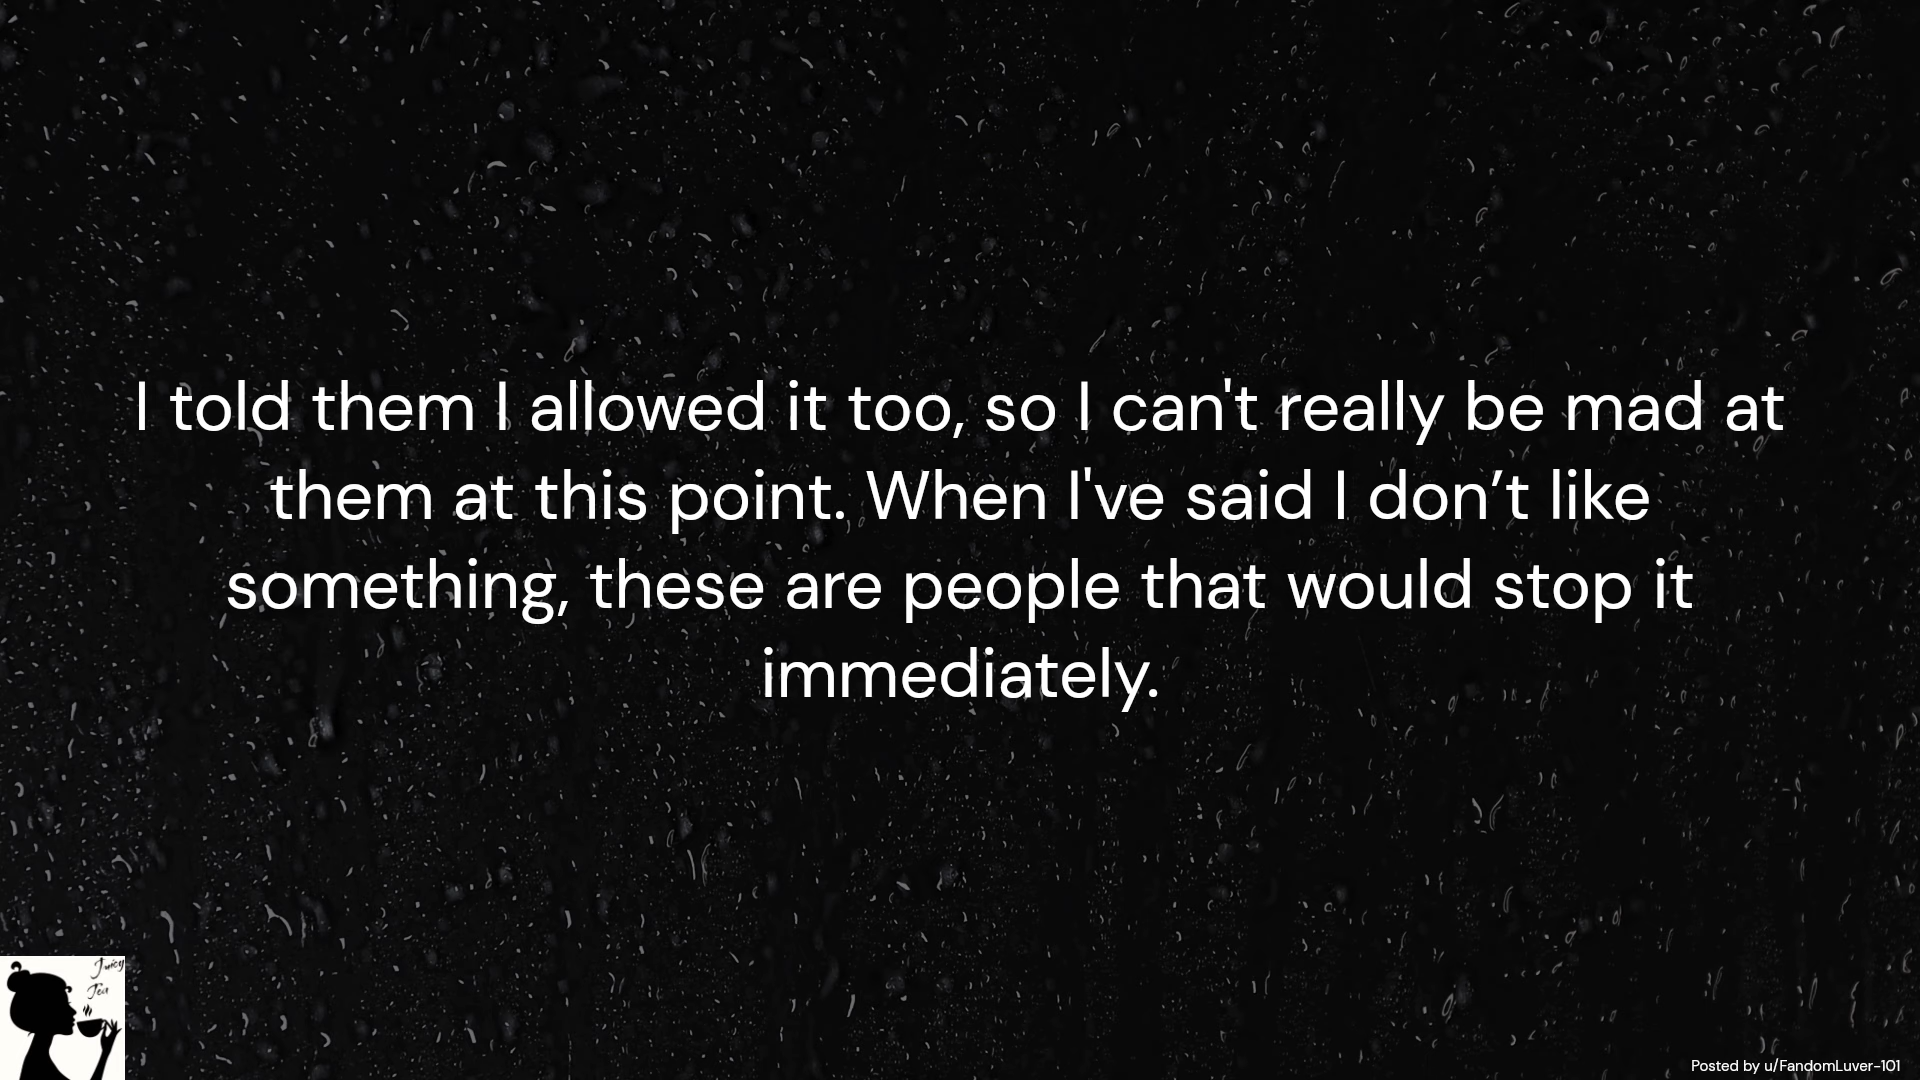 I told them I allowed it too, so I can't really be mad at
them at this point. When I've said I don’t like
something, these are people that would stop it
immediately.
Juicy
Tea
Posted by u/FandomLuver-101